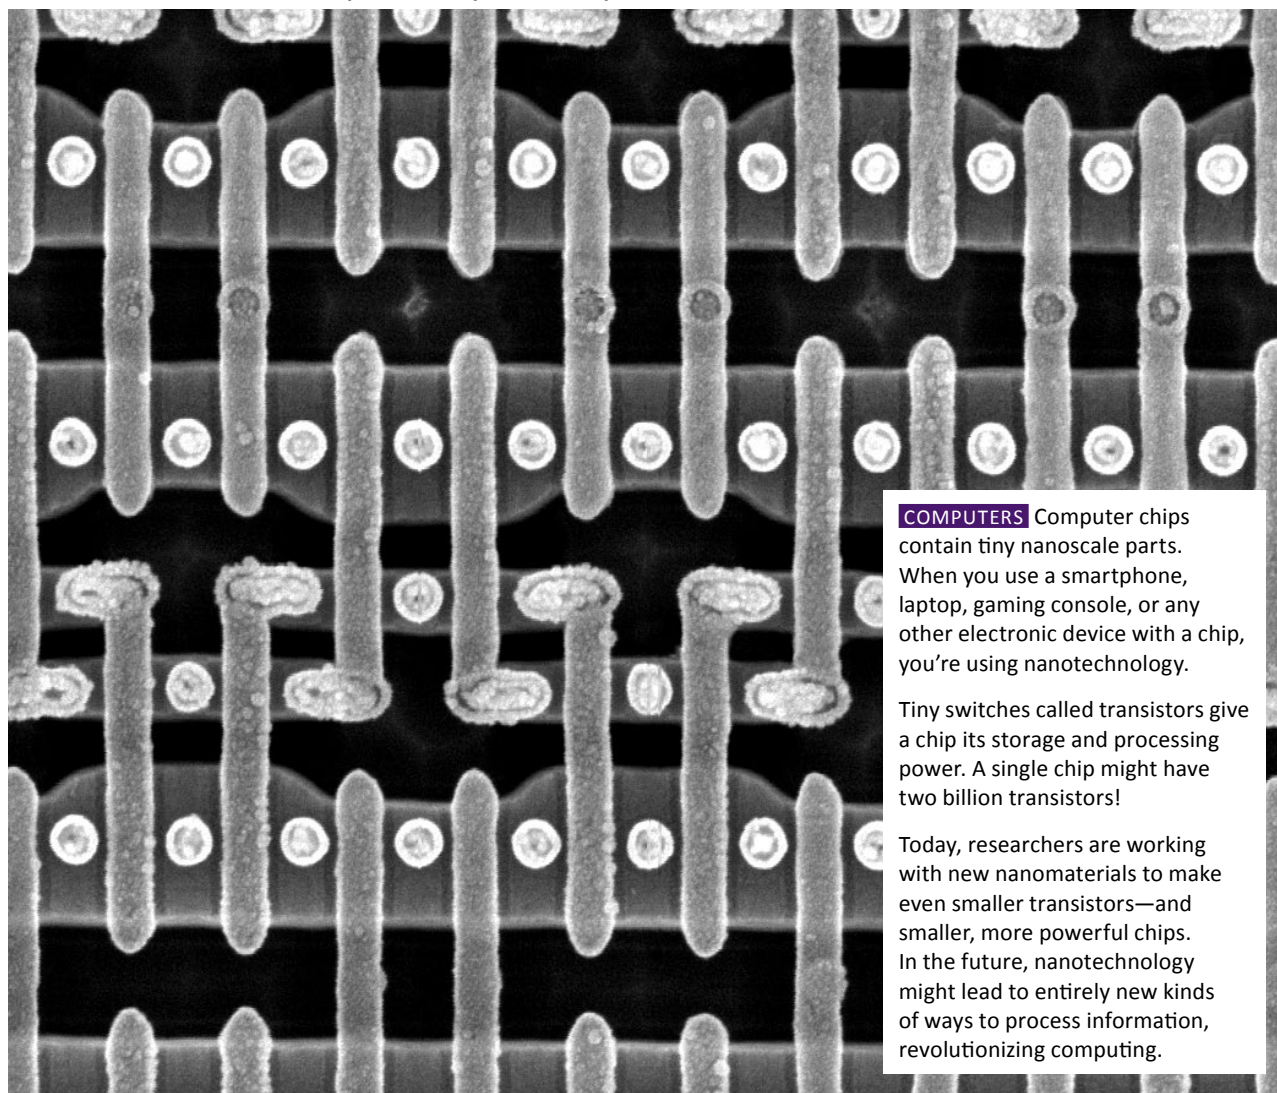 COMPUTERS Computer chips
contain tiny nanoscale parts.
When you use a smartphone,
laptop, gaming console, or any
other electronic device with a chip,
you’re using nanotechnology.
Tiny switches called transistors give
a chip its storage and processing
power. A single chip might have
two billion transistors!
Today, researchers are working
with new nanomaterials to make
even smaller transistors—and
smaller, more powerful chips.
In the future, nanotechnology
might lead to entirely new kinds
of ways to process information,
revolutionizing computing.